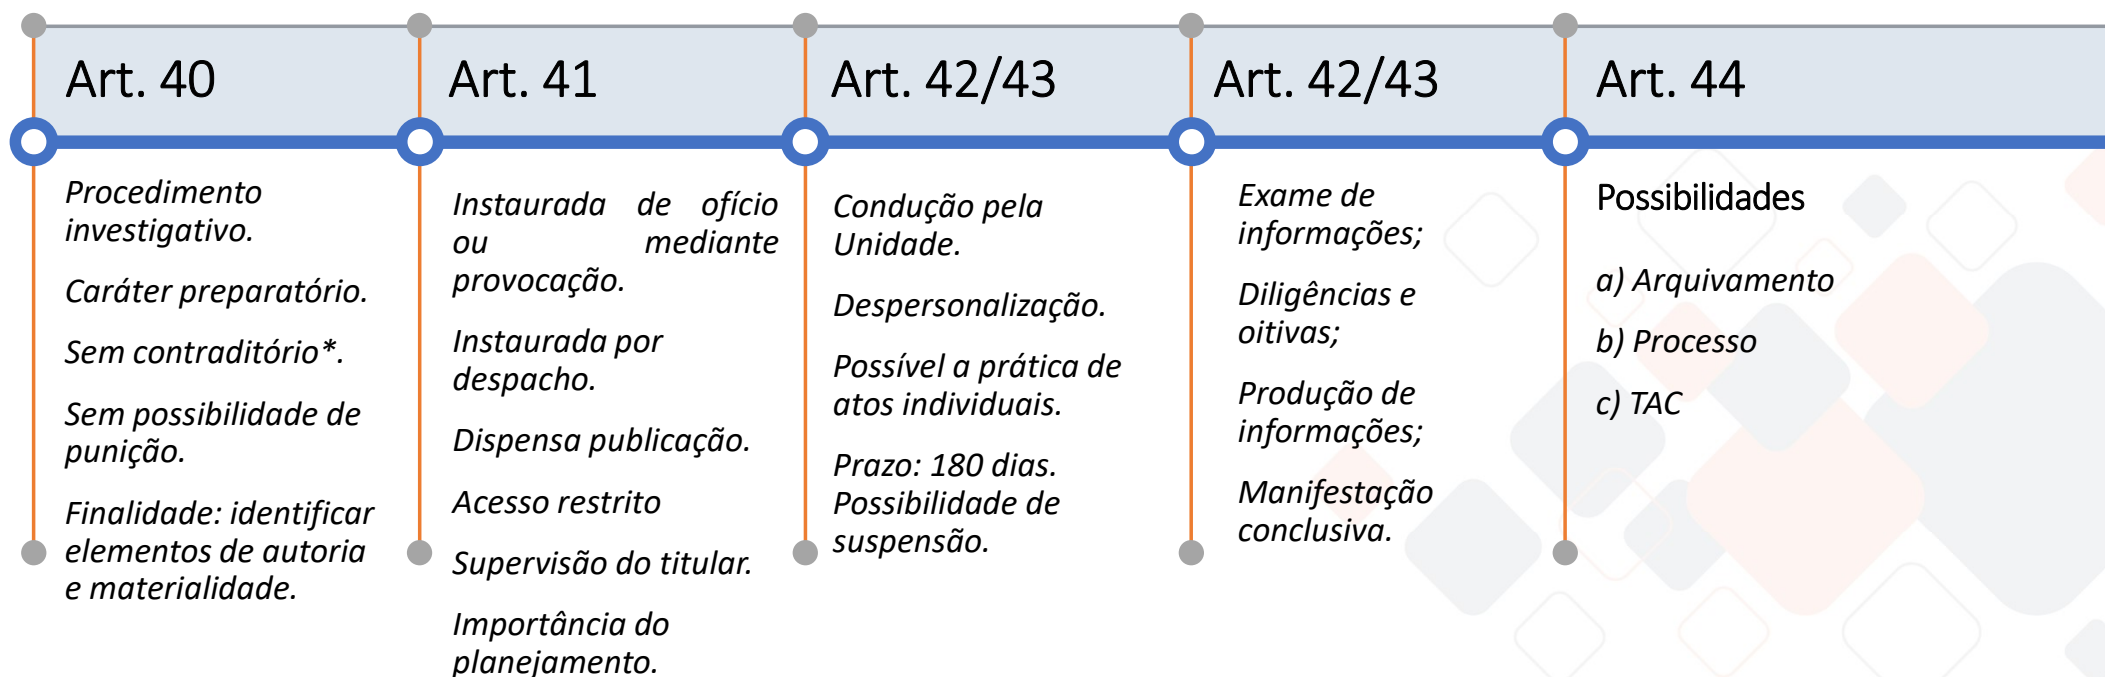 Art. 40
Procedimento
investigativo.
Caráter preparatório.
Sem contraditório*.
Sem possibilidade de
punição.
Finalidade: identificar
elementos de autoria
e materialidade.
Art. 41
Instaurada de ofício
ou mediante
provocação.
Instaurada por
despacho.
Dispensa publicação.
Acesso restrito
Supervisão do titular.
Importância do
planejamento.
Art. 42/43
Condução pela
Unidade.
Despersonalização.
Possível a prática de
atos individuais.
Prazo: 180 dias.
Possibilidade de
suspensão.
Art. 42/43
Exame de
informações;
Diligências e
oitivas;
Produção de
informações;
Manifestação
conclusiva.
Art. 44
Possibilidades
a) Arquivamento
b) Processo
c) TAC